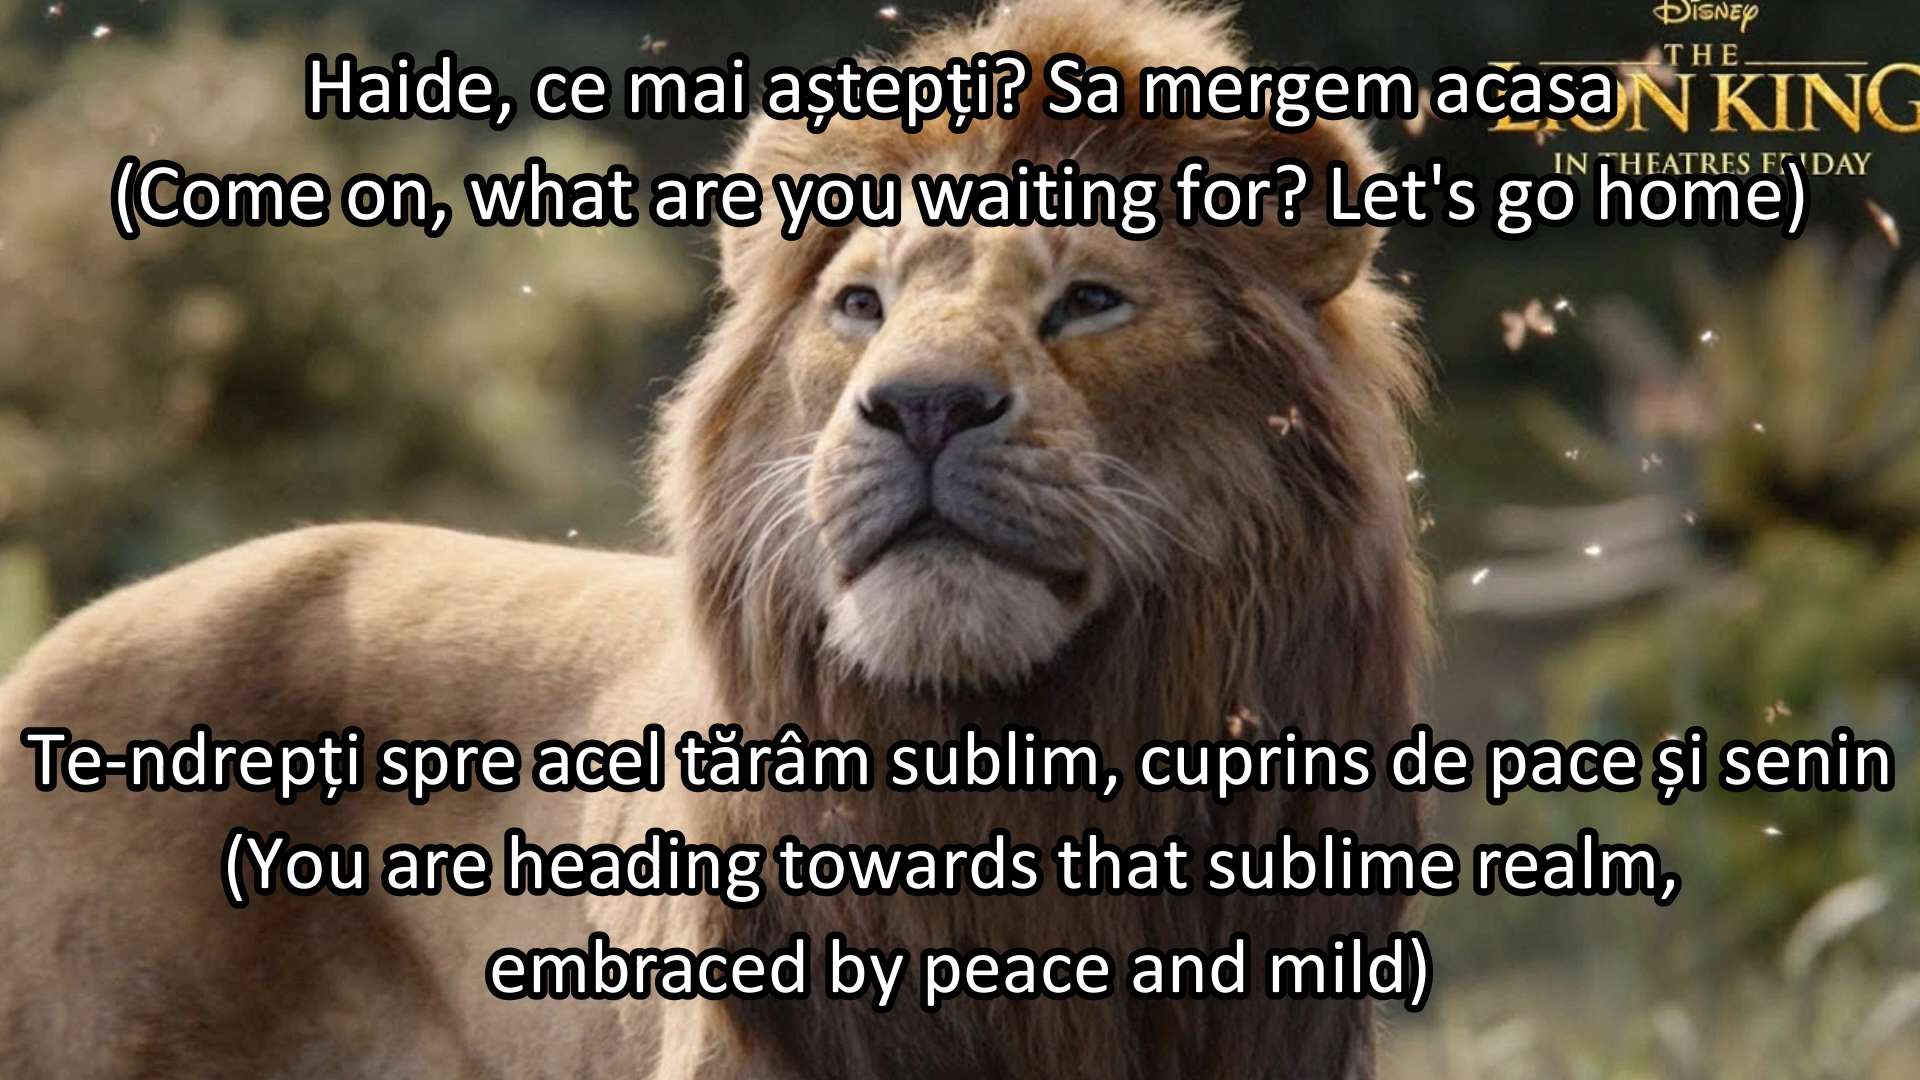 Disney
THE
LION KING
IN THEATRES FRIDAY
Haide, ce mai aștepți? Sa mergem acasa
(Come on, what are you waiting for? Let's go home)
Te-ndrepți spre acel tărâm sublim, cuprins de pace și senin
(You are heading towards that sublime realm,
embraced by peace and mild)